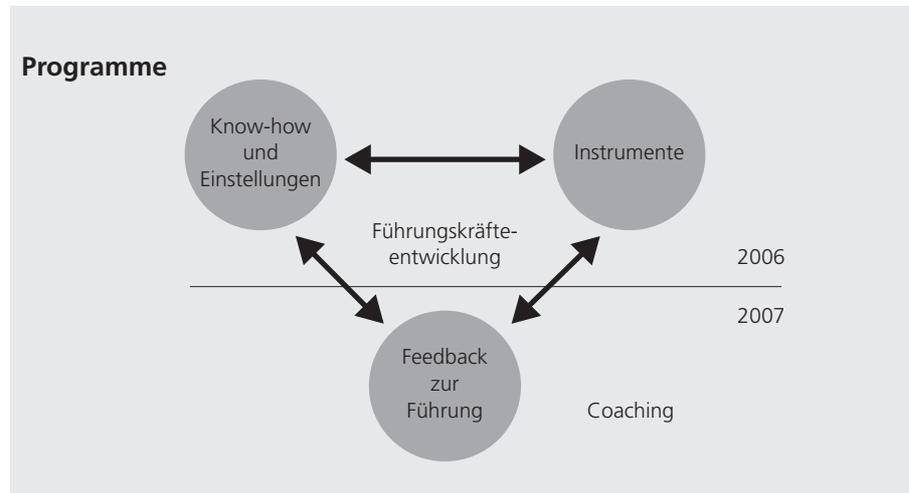 Programme
Know-how
und
Einstellungen
Instrumente
Führungskräfte-
entwicklung
2006
2007
Feedback
zur
Führung
Coaching